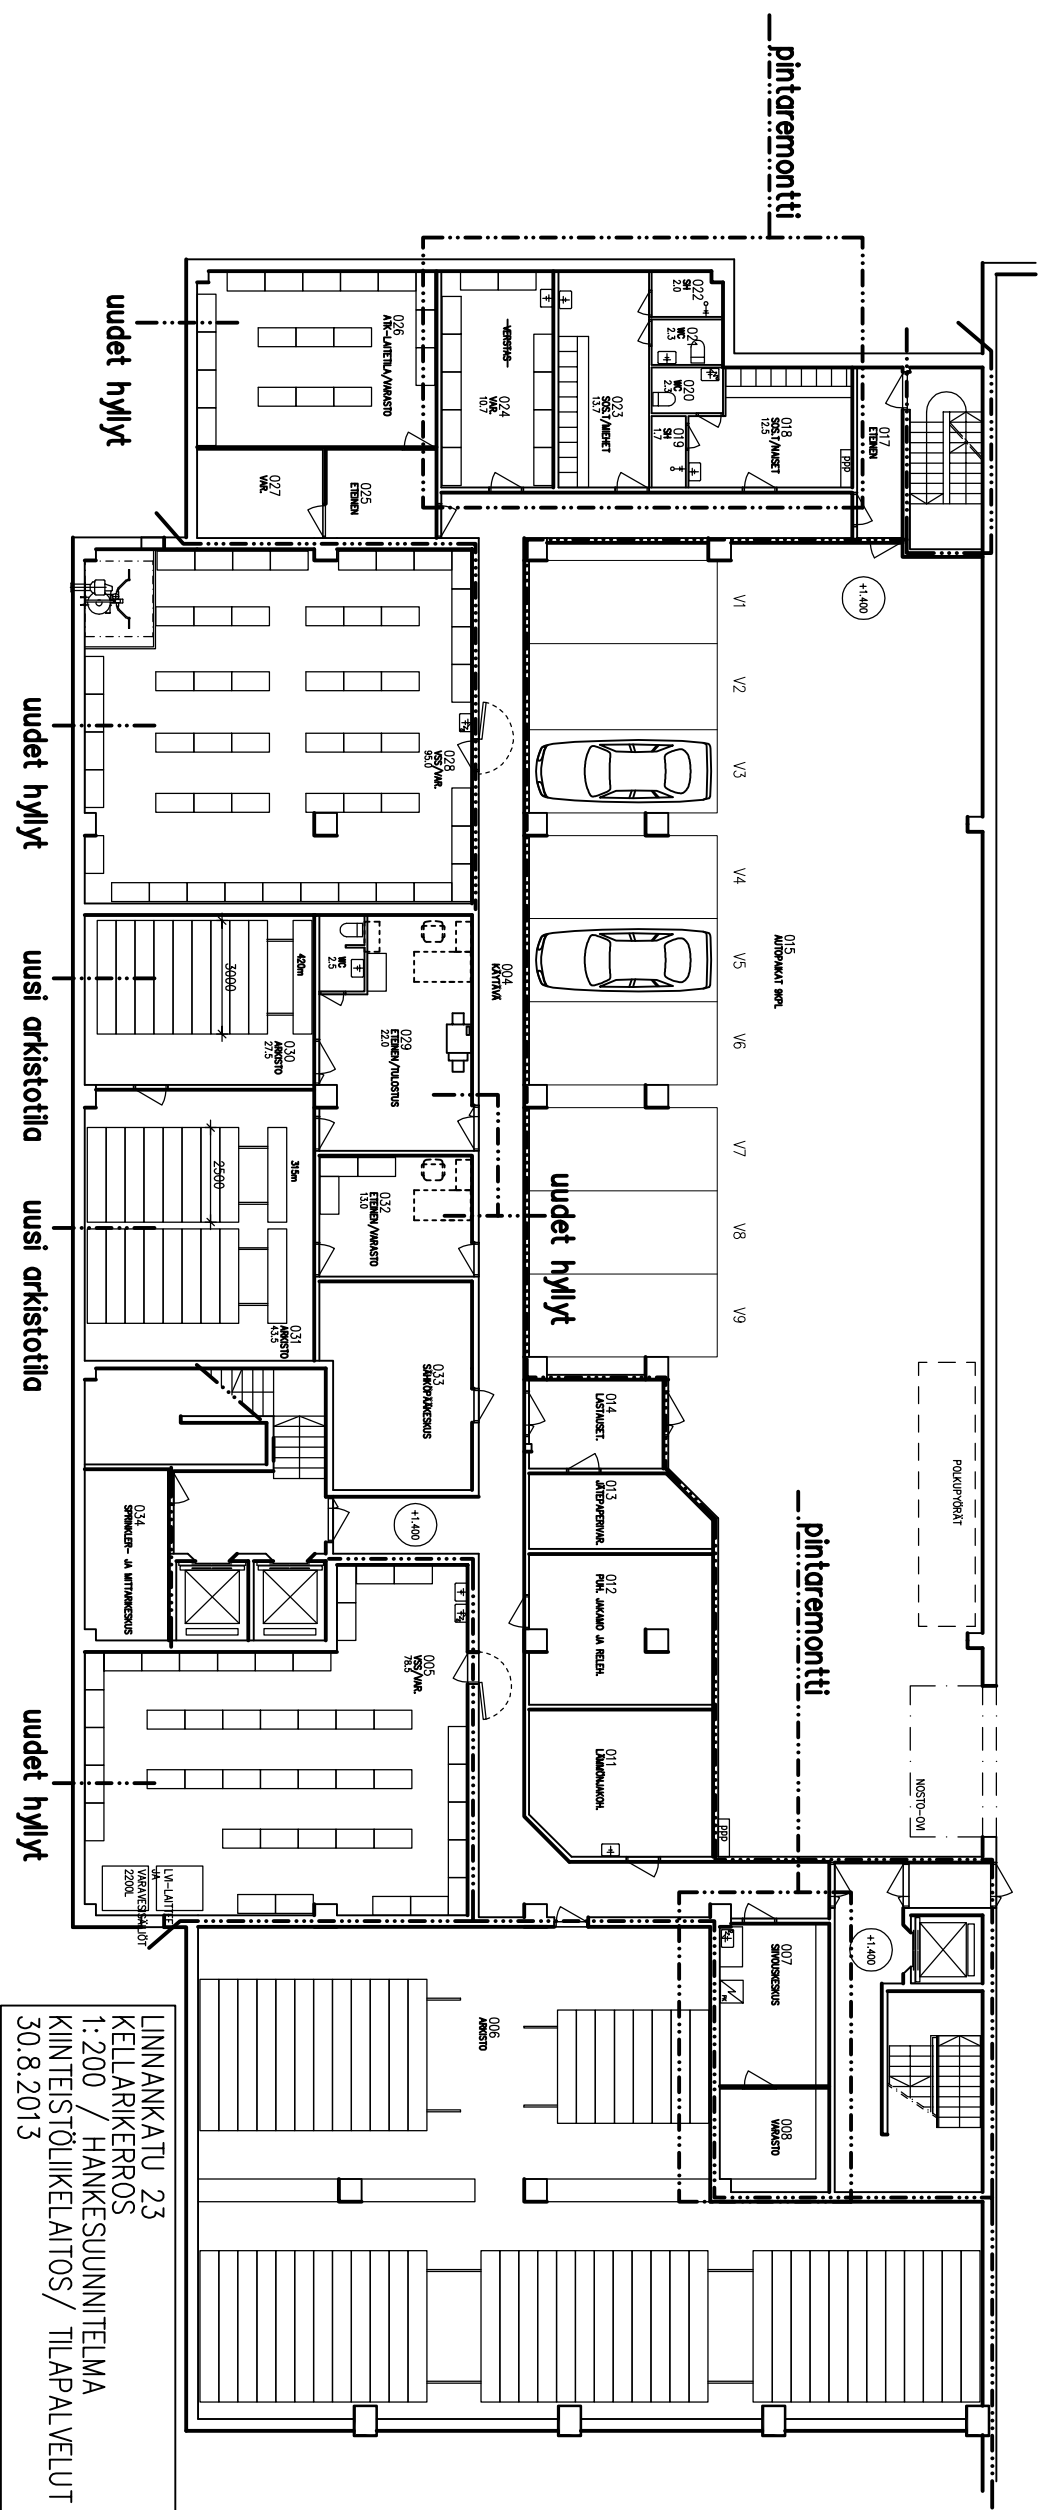 pintaremontti
017
ETEINEN
018
SOS.T/NAISET
12.5
PPP
019
SH
1.7
020
WC
2.3
021
WC
2.3
022
SH
2.0
023
SOS.T/MIEHET
13.7
024
VAR.
10.7
-VERSTAS-
025
ETEINEN
026
ATK-LAITETILA/VARASTO
027
VAR.
uudet hyllyt
+1.400
V1
V2
V3
V4
V5
V6
V7
V8
V9
015
AUTOPAIKAT 9KPL
POLKUPYÖRÄT
NOSTO-OVI
004
KÄYTÄVÄ
028
VSS/VAR.
95.0
uudet hyllyt
029
ETEINEN/TULOSTUS
22.0
WC
2.5
420m
3000
030
ARKISTO
27.5
uusi arkistotila
315m
2500
031
ARKISTO
43.5
uusi arkistotila
032
ETEINEN/VARASTO
13.0
uudet hyllyt
033
SÄHKÖPÄÄKESKUS
034
SPRINKLER- JA MITTARIKESKUS
+1.400
014
LASTAUSET.
013
JÄTEPAPERIVAR.
012
PUH. JAKAMO JA RELEH.
011
LÄMMÖNJAKOH.
PPP
pintaremontti
005
VSS/VAR.
78.5
LVI-LAITTEET
JA
VARAVESISÄILIÖT
2200L
uudet hyllyt
+1.400
007
SIIVOUSKESKUS
PK
008
VARASTO
006
ARKISTO
LINNANKATU 23
KELLARIKERROS
1:200 / HANKESUUNNITELMA
KIINTEISTÖLIIKELAITOS/ TILAPALVELUT
30.8.2013